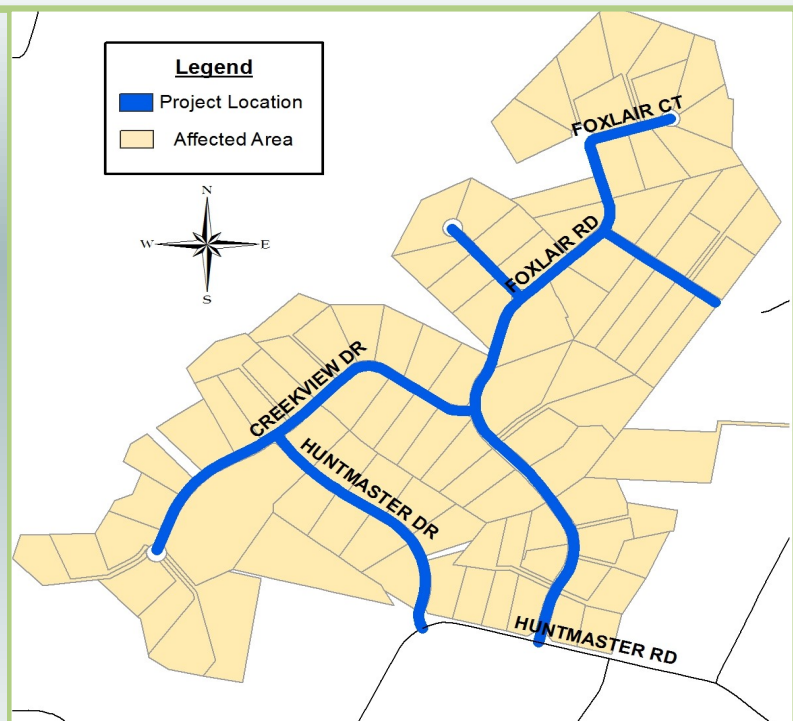 Legend
Project Location
Affected Area
N
W
E
S
FOXLAIR CT
FOXLAIR RD
CREEKVIEW DR
HUNTMASTER DR
HUNTMASTER RD